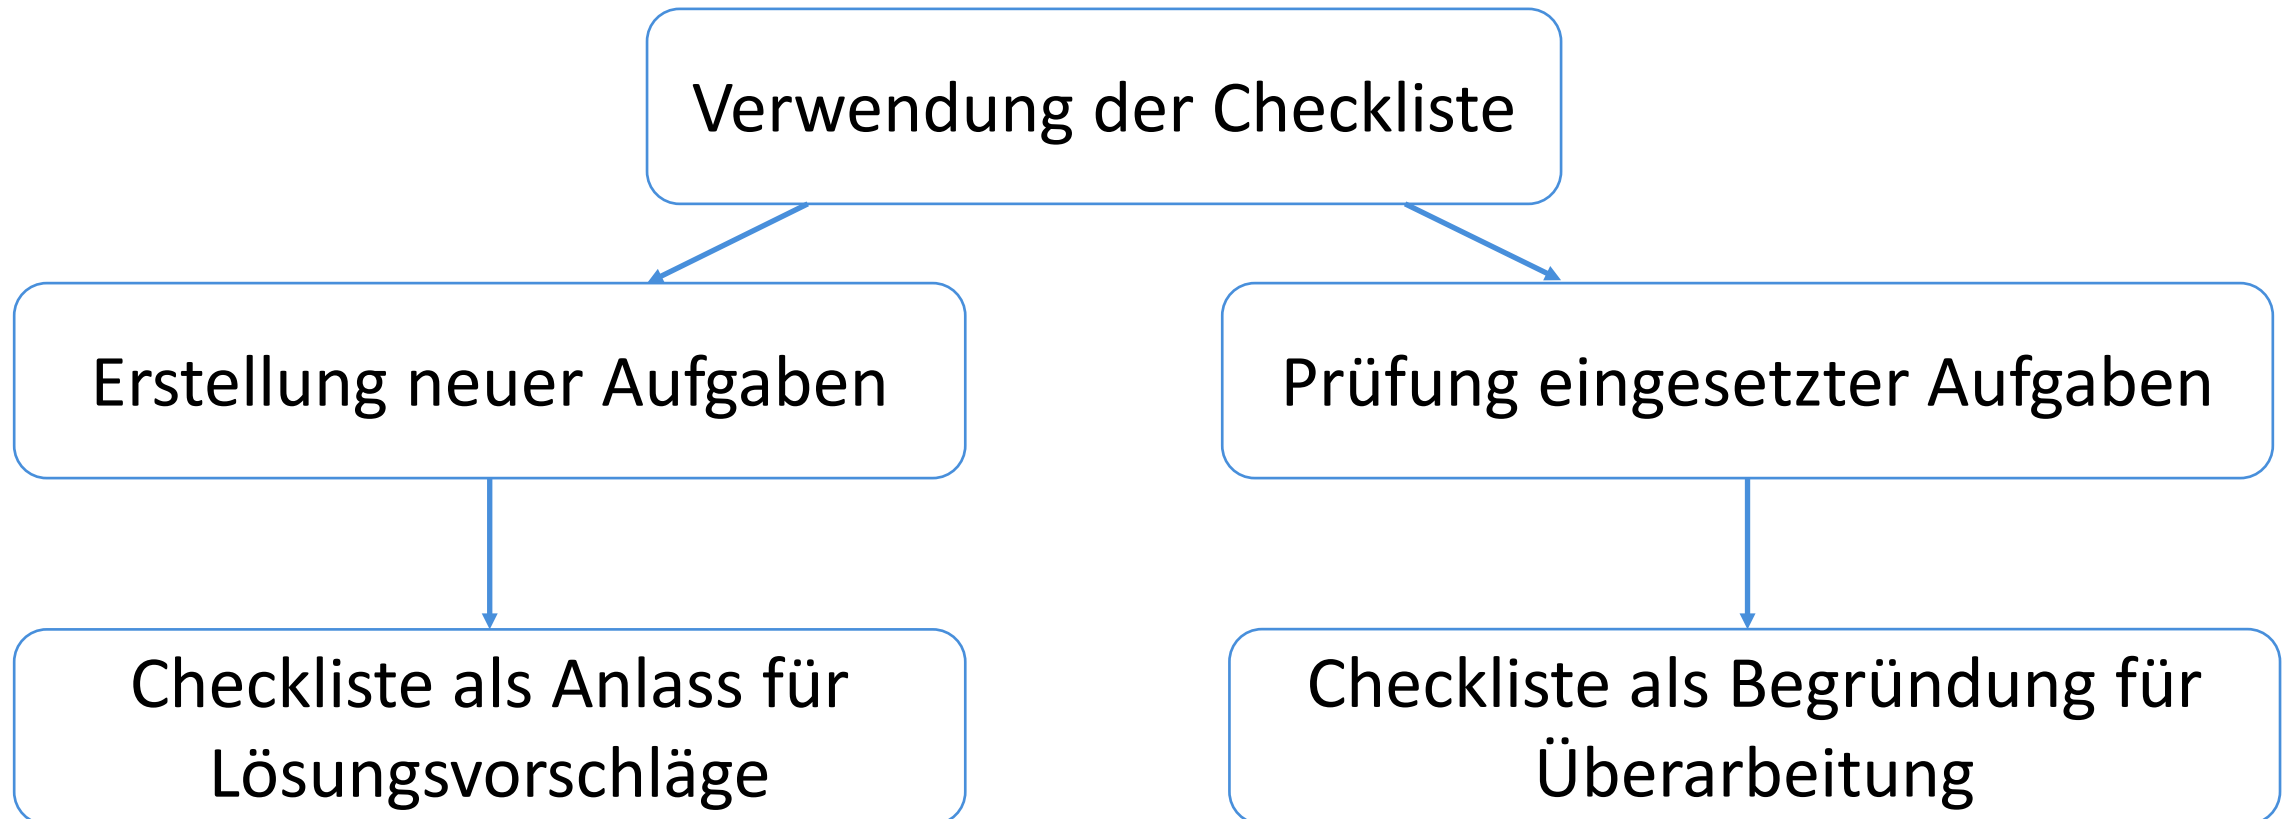 Verwendung der Checkliste
Erstellung neuer Aufgaben
Prüfung eingesetzter Aufgaben
Checkliste als Anlass für
Lösungsvorschläge
Checkliste als Begründung für
Überarbeitung